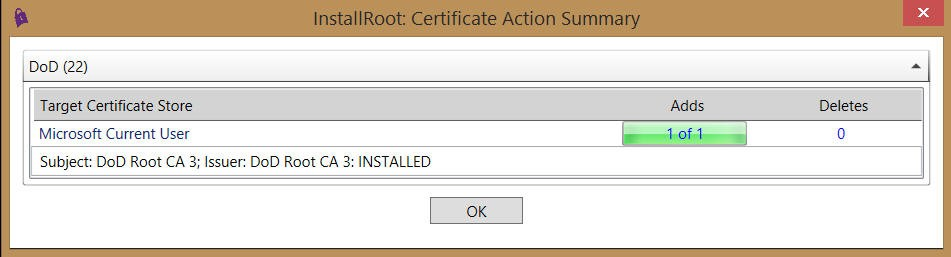 InstallRoot: Certificate Action Summary
DoD (22)
Target Certificate Store Adds Deletes
Microsoft Current User 1 of 1 0
Subject: DoD Root CA 3; Issuer: DoD Root CA 3: INSTALLED
OK